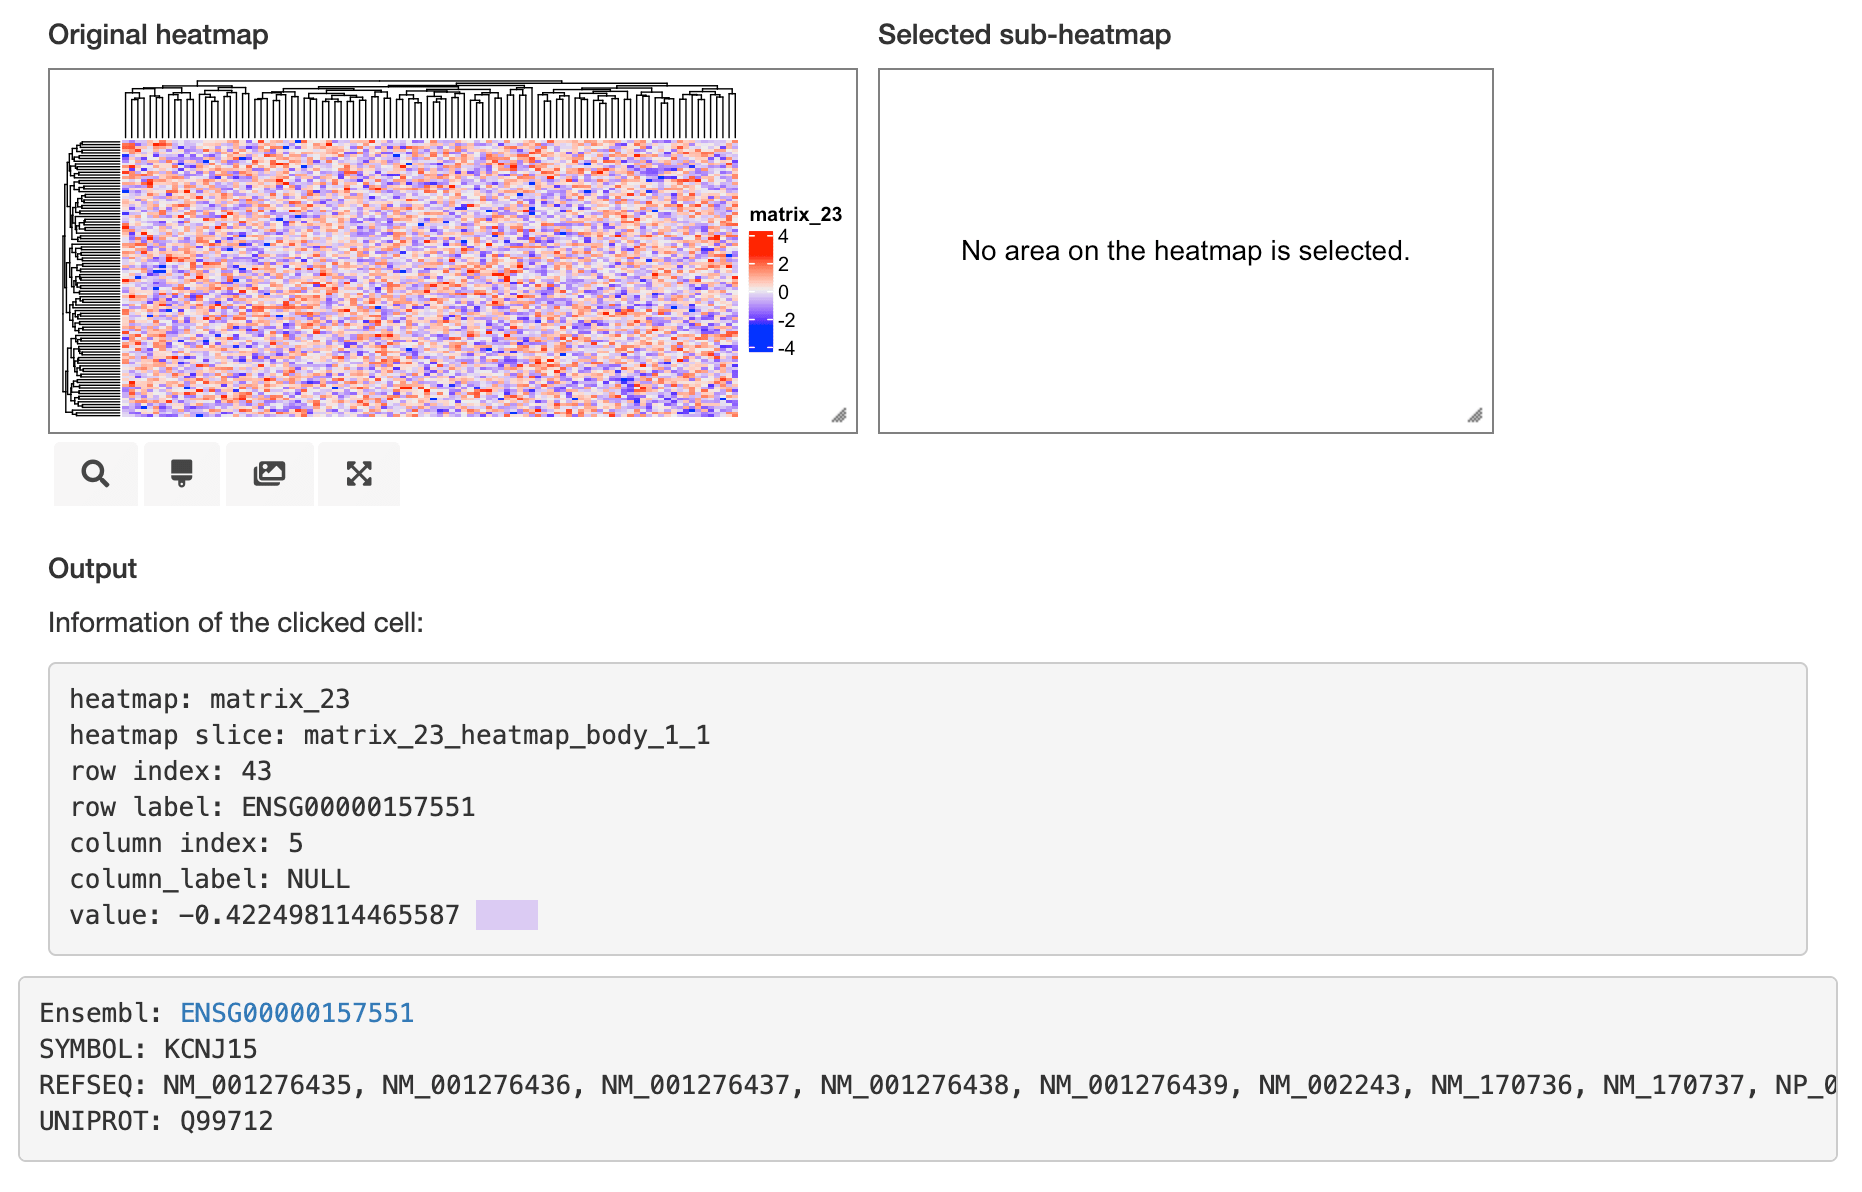 Original heatmap
Selected sub-heatmap
matrix_23
4
2
0
-2
-4
No area on the heatmap is selected.
Output
Information of the clicked cell:
heatmap: matrix_23
heatmap slice: matrix_23_heatmap_body_1_1
row index: 43
row label: ENSG00000157551
column index: 5
column_label: NULL
value: -0.422498114465587
Ensembl: ENSG00000157551
SYMBOL: KCNJ15
REFSEQ: NM_001276435, NM_001276436, NM_001276437, NM_001276438, NM_001276439, NM_002243, NM_170736, NM_170737, NP_0
UNIPROT: Q99712